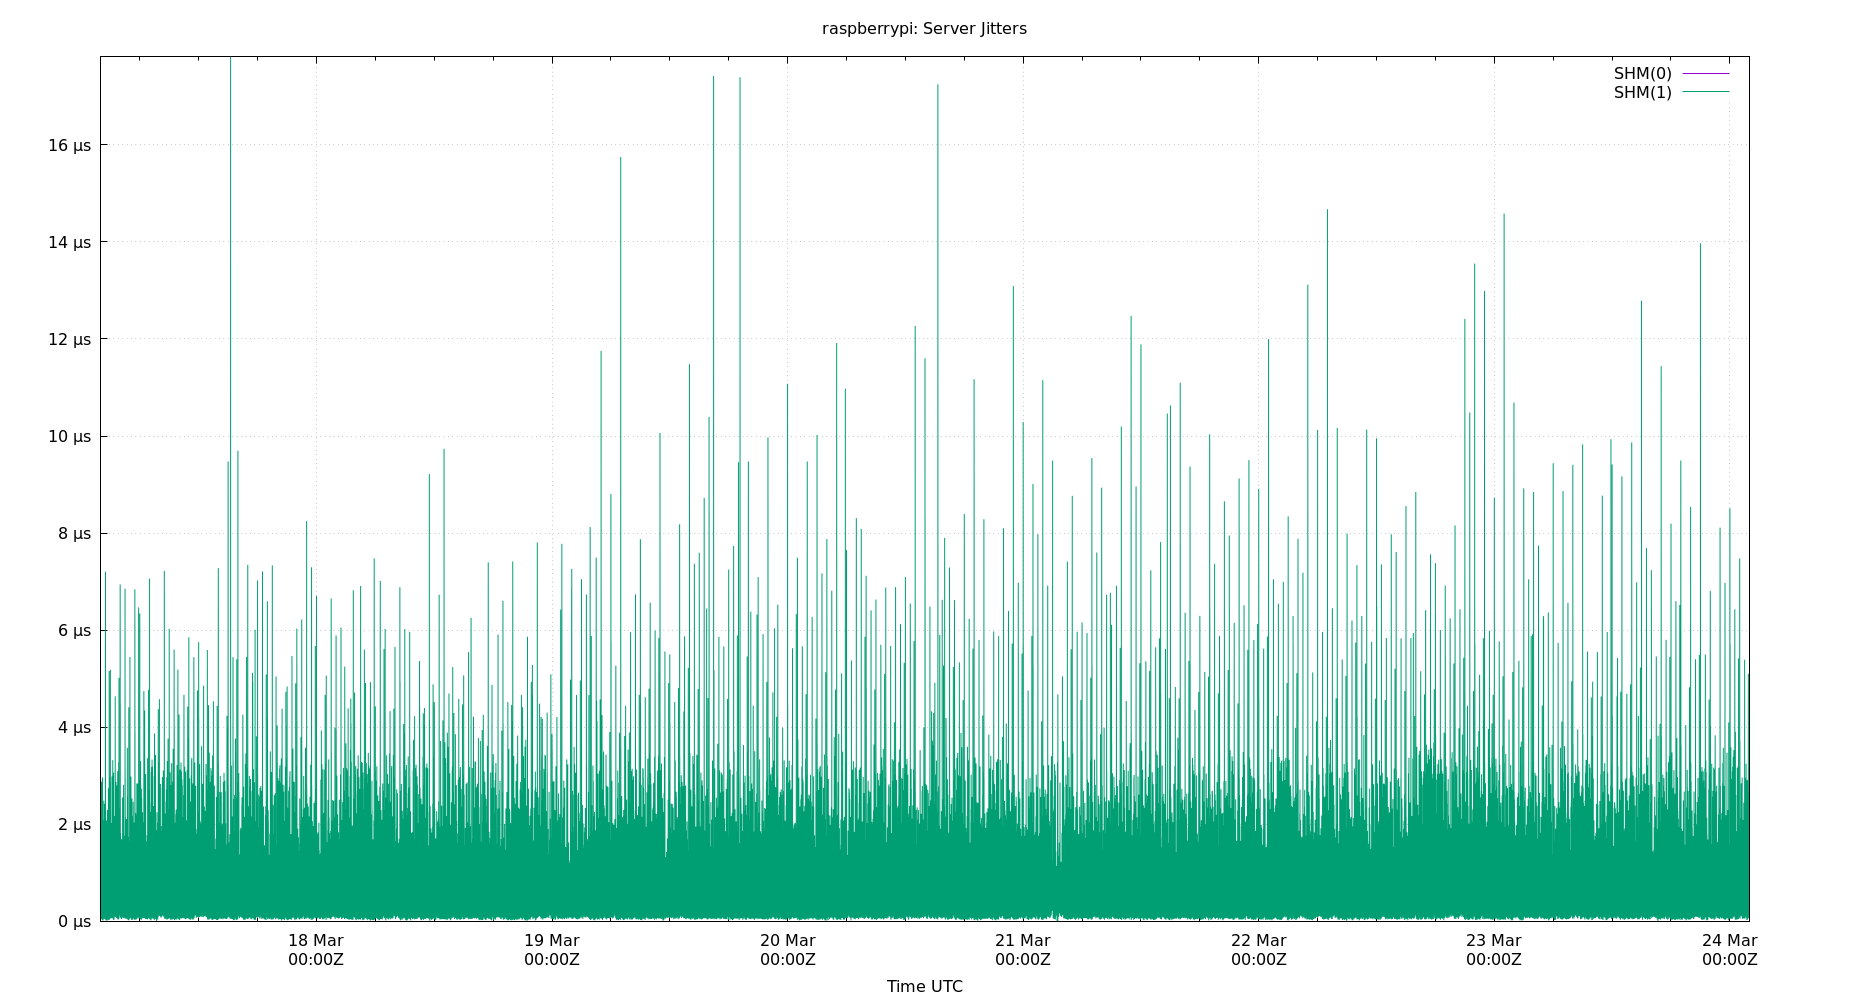 raspberrypi: Server Jitters
SHM(0)
SHM(1)
16 µs
14 µs
12 µs
10 µs
8 µs
6 µs
4 µs
2 µs
0 µs
18 Mar 19 Mar 20 Mar 21 Mar 22 Mar 23 Mar 24 Mar
00:00Z 00:00Z 00:00Z 00:00Z 00:00Z 00:00Z 00:00Z
Time UTC